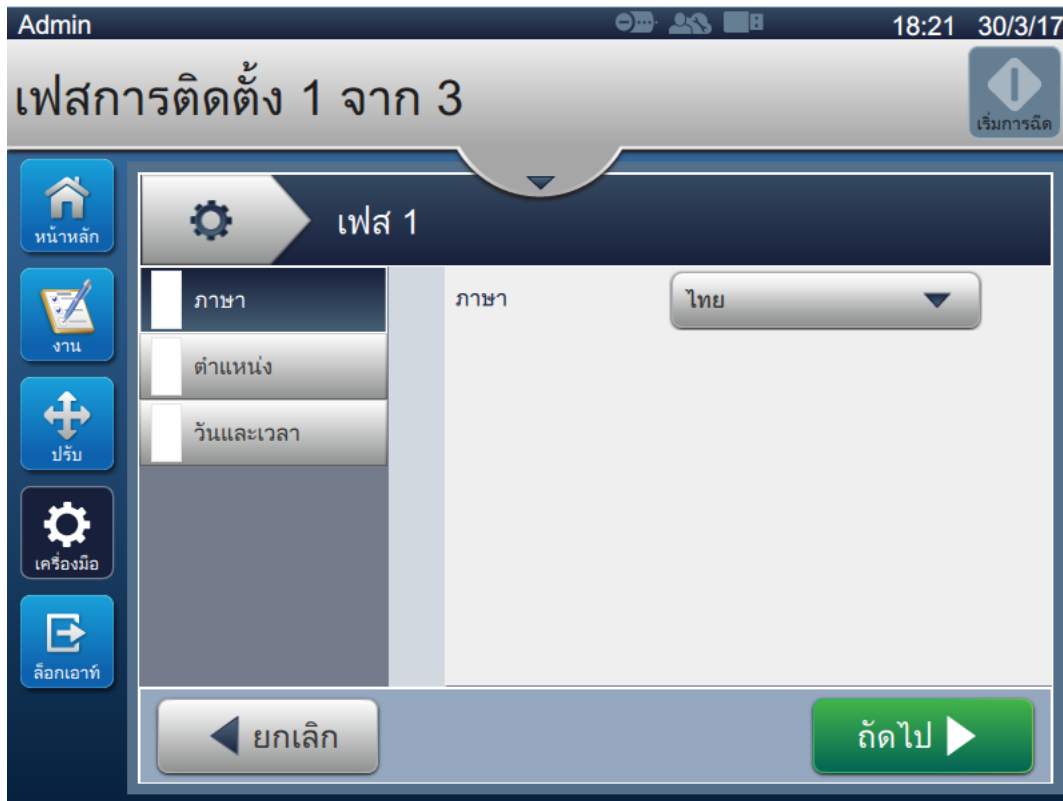 Admin
18:21 30/3/17
เฟสการติดตั้ง 1 จาก 3
เริ่มการฉีด
หน้าหลัก
เฟส 1
ภาษา
ภาษา
ไทย
งาน
ตำแหน่ง
วันและเวลา
ปรับ
เครื่องมือ
ล็อกเอาท์
ยกเลิก
ถัดไป